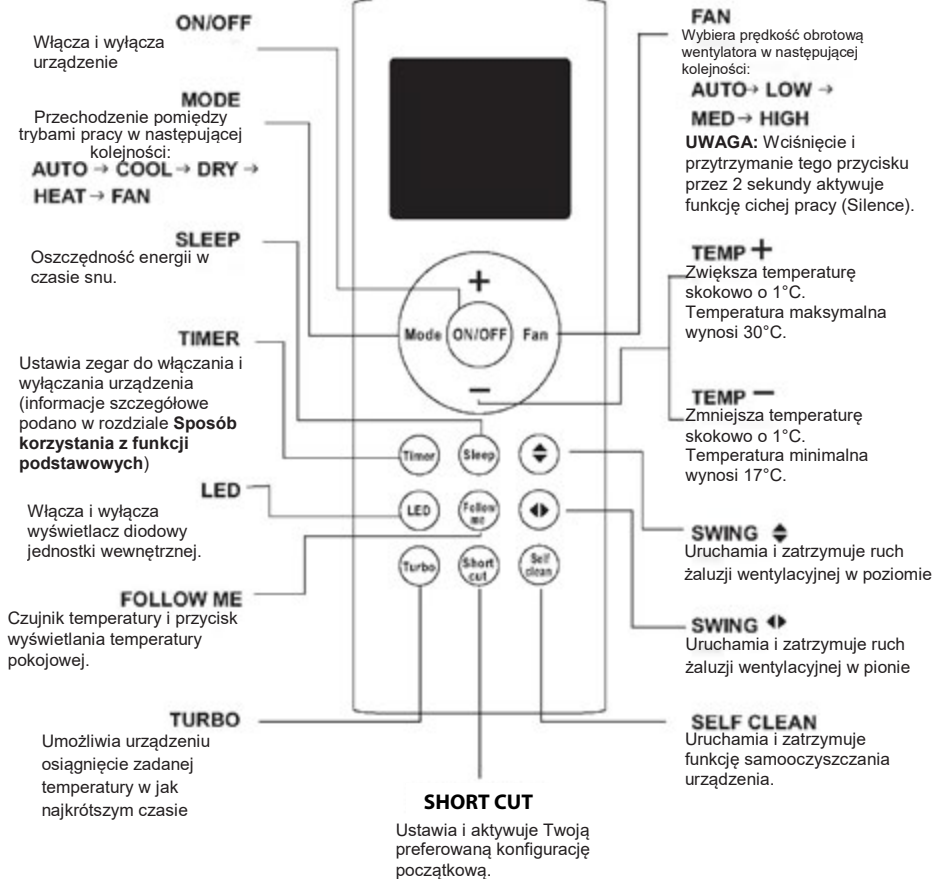 ON/OFF
Włącza i wyłącza
urządzenie
MODE
Przechodzenie pomiędzy
trybami pracy w następującej
kolejności:
AUTO → COOL → DRY →
HEAT → FAN
SLEEP
Oszczędność energii w
czasie snu.
TIMER
Ustawia zegar do włączania i
wyłączania urządzenia
(informacje szczegółowe
podano w rozdziale Sposób
korzystania z funkcji
podstawowych)
LED
Włącza i wyłącza
wyświetlacz diodowy
jednostki wewnętrznej.
FOLLOW ME
Czujnik temperatury i przycisk
wyświetlania temperatury
pokojowej.
TURBO
Umożliwia urządzeniu
osiągnięcie zadanej
temperatury w jak
najkrótszym czasie
+
Mode ON/OFF Fan
−
Timer Sleep
LED Follow
me
Turbo Short
cut Self
clean
SHORT CUT
Ustawia i aktywuje Twoją
preferowaną konfigurację
początkową.
FAN
Wybiera prędkość obrotową
wentylatora w następującej
kolejności:
AUTO → LOW →
MED → HIGH
UWAGA: Wciśnięcie i
przytrzymanie tego przycisku
przez 2 sekundy aktywuje
funkcję cichej pracy (Silence).
TEMP +
Zwiększa temperaturę
skokowo o 1°C.
Temperatura maksymalna
wynosi 30°C.
TEMP −
Zmniejsza temperaturę
skokowo o 1°C.
Temperatura minimalna
wynosi 17°C.
SWING
Uruchamia i zatrzymuje ruch
żaluzji wentylacyjnej w poziomie
SWING
Uruchamia i zatrzymuje ruch
żaluzji wentylacyjnej w pionie
SELF CLEAN
Uruchamia i zatrzymuje
funkcję samooczyszczania
urządzenia.